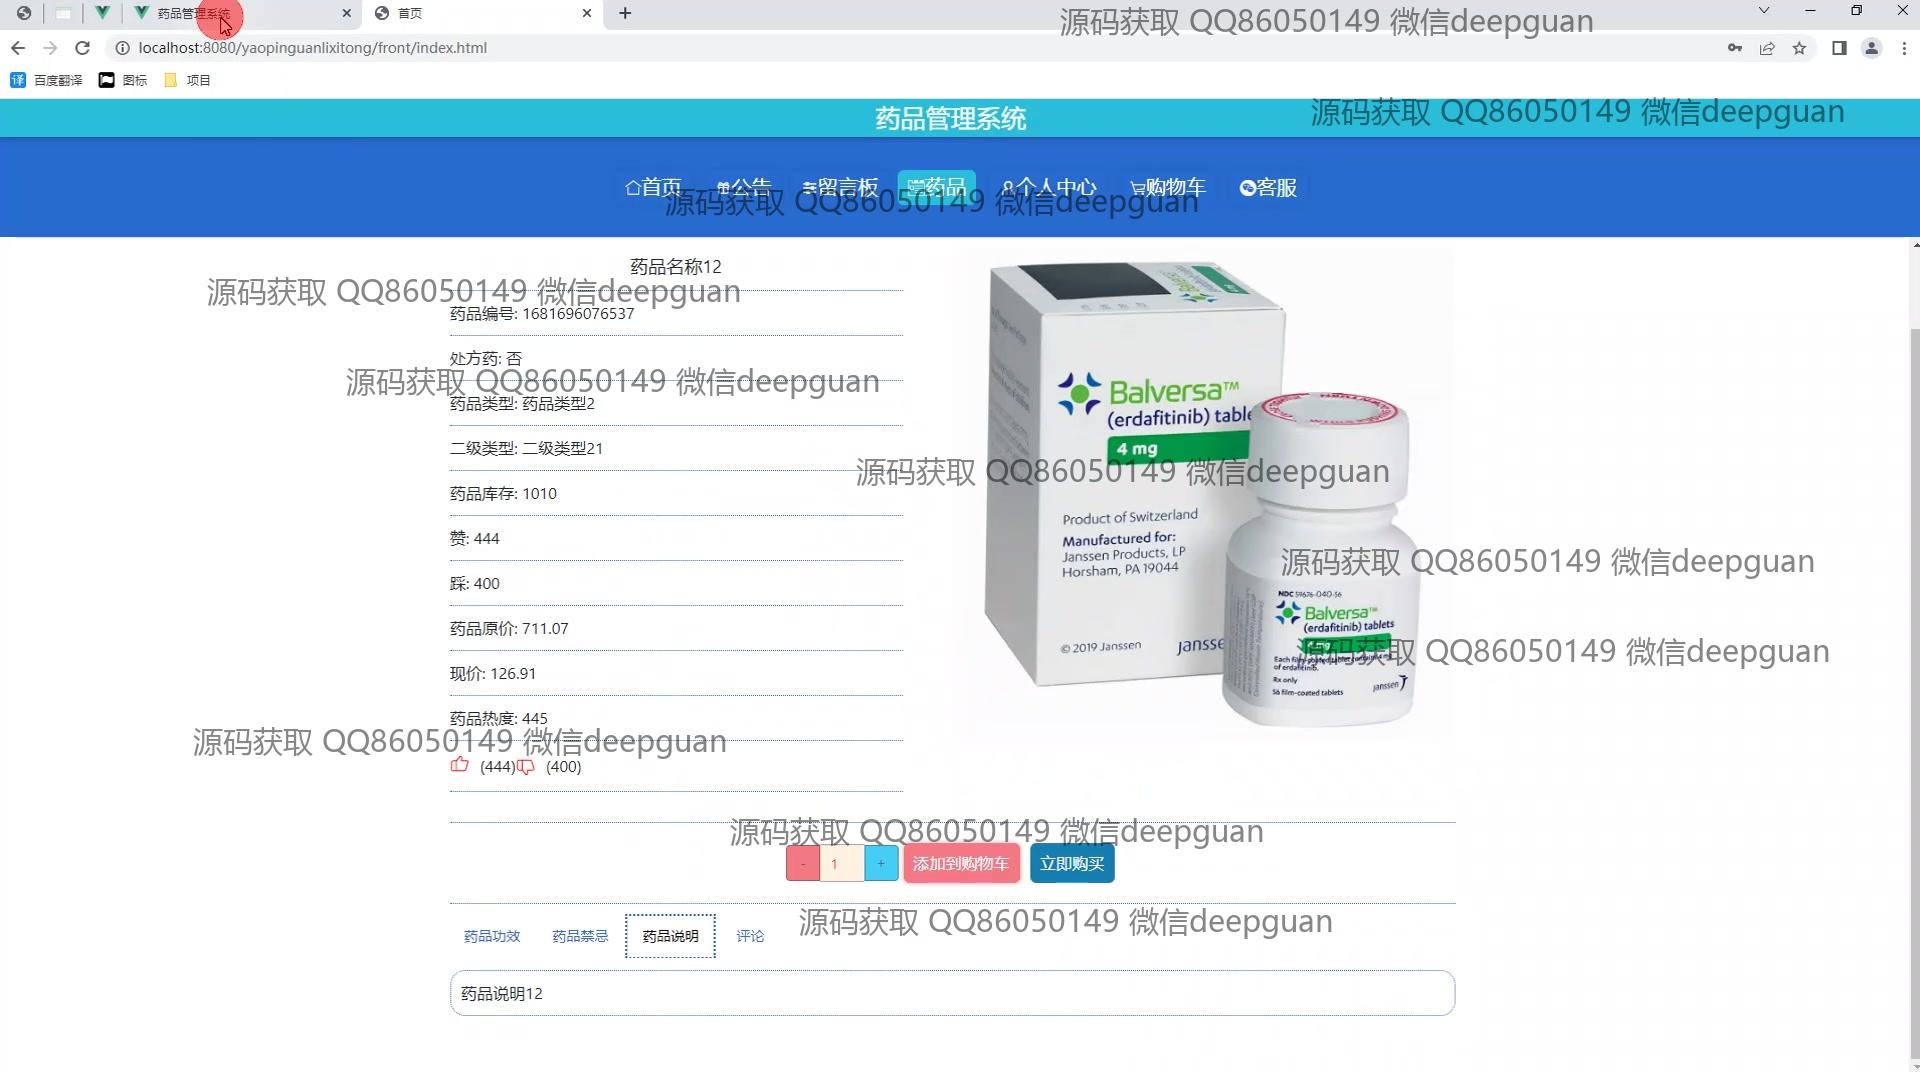 药品管理系统
首页
源码获取 QQ86050149 微信deepguan
localhost:8080/yaopinguanlixitong/front/index.html
译 百度翻译 图标 项目
药品管理系统
源码获取 QQ86050149 微信deepguan
首页 公告 留言板 药品 个人中心 购物车 客服
源码获取 QQ86050149 微信deepguan
药品名称12
源码获取 QQ86050149 微信deepguan
药品编号: 1681696076537
处方药: 否
源码获取 QQ86050149 微信deepguan
药品类型: 药品类型2
二级类型: 二级类型21
药品库存: 1010
赞: 444
踩: 400
药品原价: 711.07
现价: 126.91
药品热度: 445
源码获取 QQ86050149 微信deepguan
(444) (400)
Balversa™
(erdafitinib) table
4 mg
源码获取 QQ86050149 微信deepguan
Product of Switzerland
Manufactured for:
Janssen Products, LP
Horsham, PA 19044
© 2019 Janssen
jansse
源码获取 QQ86050149 微信deepguan
NDC 59676-040-56
Balversa™
(erdafitinib) tablets
4 mg
源码获取 QQ86050149 微信deepguan
Each film-coated tablet contains 4 mg
of erdafitinib.
Rx only
56 film-coated tablets
janssen
源码获取 QQ86050149 微信deepguan
- 1 + 添加到购物车 立即购买
源码获取 QQ86050149 微信deepguan
药品功效 药品禁忌 药品说明 评论
药品说明12